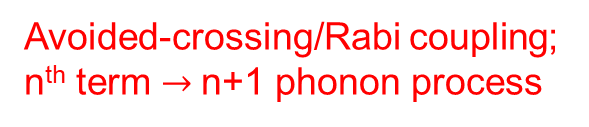 Avoided-crossing/Rabi coupling;
nᵗʰ term → n+1 phonon process